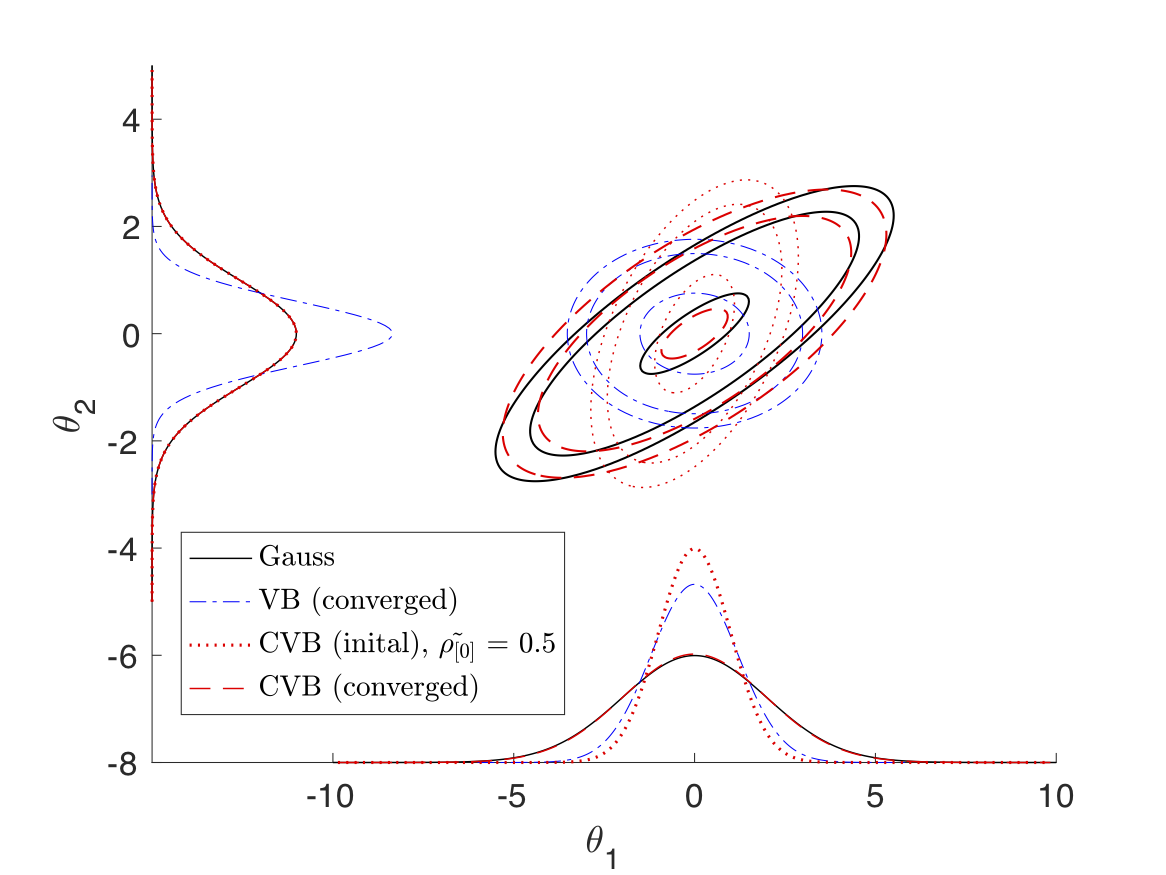 4
2
0
-2
-4
-6
-8
θ2
Gauss
VB (converged)
CVB (inital), ρ̃[0] = 0.5
CVB (converged)
-10
-5
0
5
10
θ1